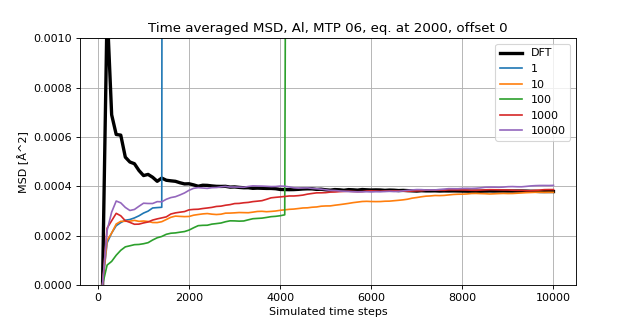 Time averaged MSD, Al, MTP 06, eq. at 2000, offset 0
MSD [Å^2]
0.0010
0.0008
0.0006
0.0004
0.0002
0.0000
DFT
1
10
100
1000
10000
0 2000 4000 6000 8000 10000
Simulated time steps